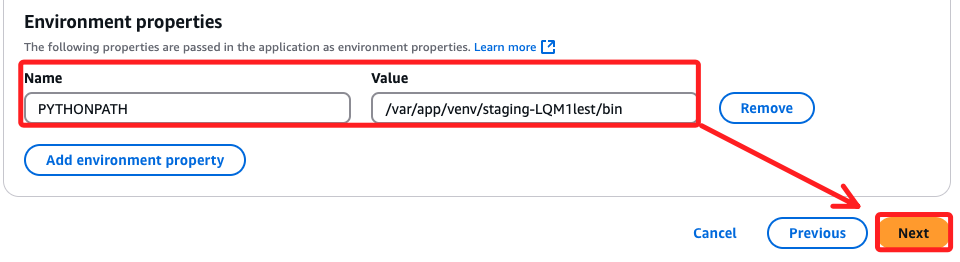 Environment properties
The following properties are passed in the application as environment properties. Learn more
Name Value
PYTHONPATH /var/app/venv/staging-LQM1lest/bin Remove
Add environment property
Cancel Previous Next